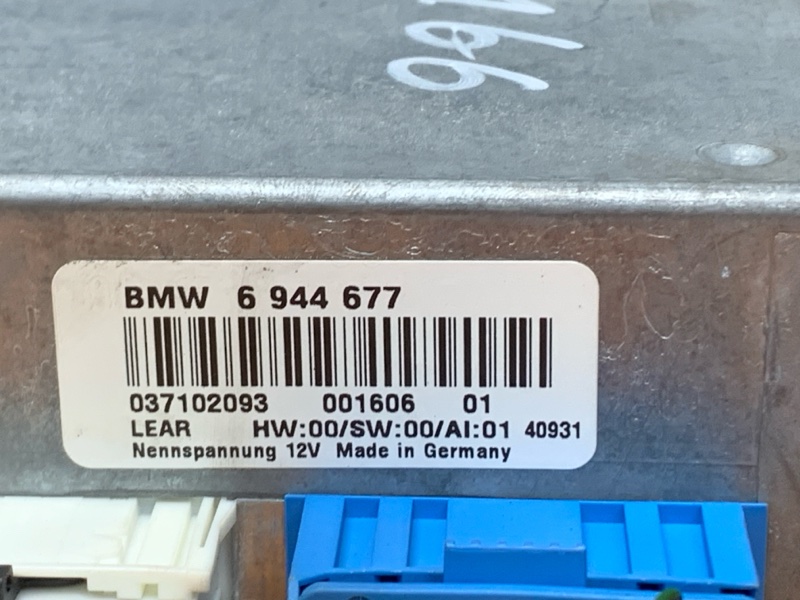 BMW 6 944 677
037102093 001606 01
LEAR HW:00/SW:00/AI:01 40931
Nennspannung 12V Made in Germany